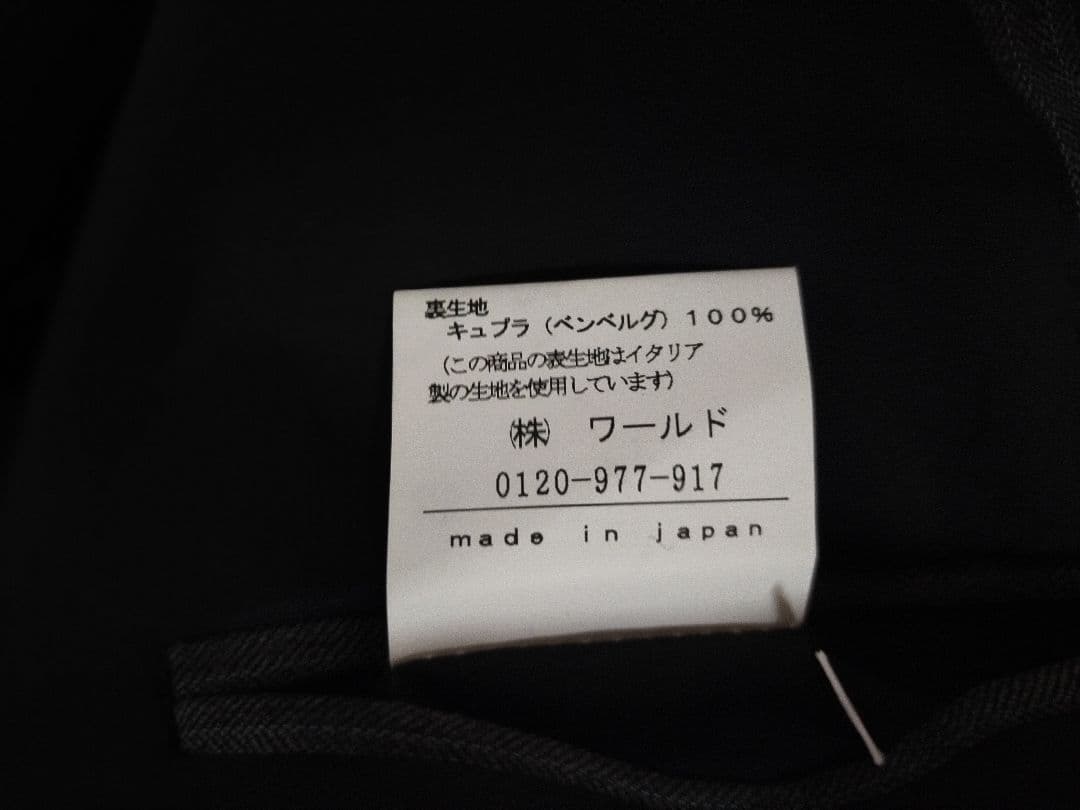 裏生地
キュプラ（ベンベルグ）１００％
（この商品の表生地はイタリア
製の生地を使用しています）
㈱　ワールド
0120-977-917
made in japan